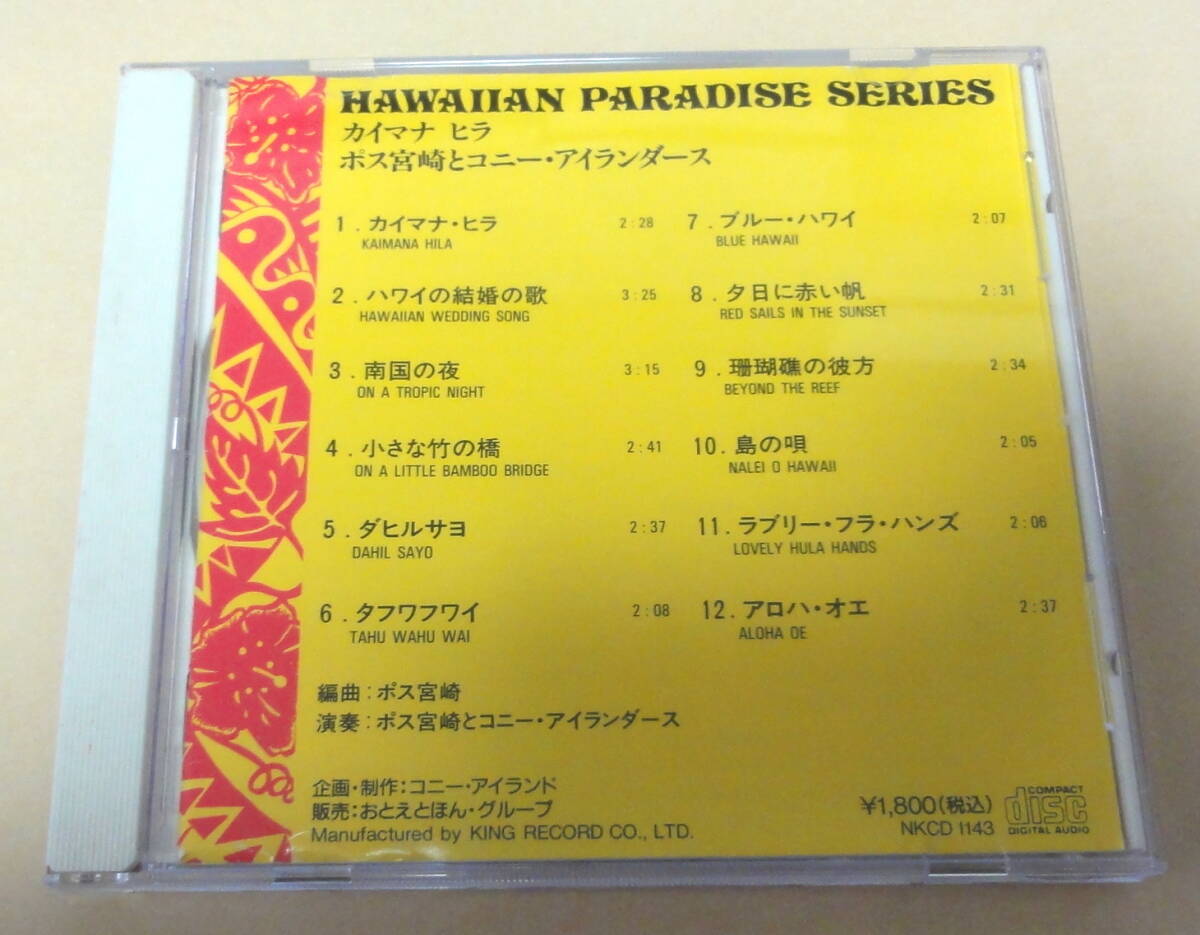 HAWAIIAN PARADISE SERIES
カイマナ ヒラ
ポス宮崎とコニー・アイランダース
1.カイマナ・ヒラ 2:28
KAIMANA HILA
2.ハワイの結婚の歌 3:25
HAWAIIAN WEDDING SONG
3.南国の夜 3:15
ON A TROPIC NIGHT
4.小さな竹の橋 2:41
ON A LITTLE BAMBOO BRIDGE
5.ダヒルサヨ 2:37
DAHIL SAYO
6.タフワフワイ 2:08
TAHU WAHU WAI
7.ブルー・ハワイ 2:07
BLUE HAWAII
8.夕日に赤い帆 2:31
RED SAILS IN THE SUNSET
9.珊瑚礁の彼方 2:34
BEYOND THE REEF
10.島の唄 2:05
NALEI O HAWAII
11.ラブリー・フラ・ハンズ 2:06
LOVELY HULA HANDS
12.アロハ・オエ 2:37
ALOHA OE
編曲:ポス宮崎
演奏:ポス宮崎とコニー・アイランダース
企画・制作:コニー・アイランド
販売:おとえとほん・グループ
Manufactured by KING RECORD CO., LTD.
¥1,800(税込)
NKCD 1143
COMPACT
disc
DIGITAL AUDIO